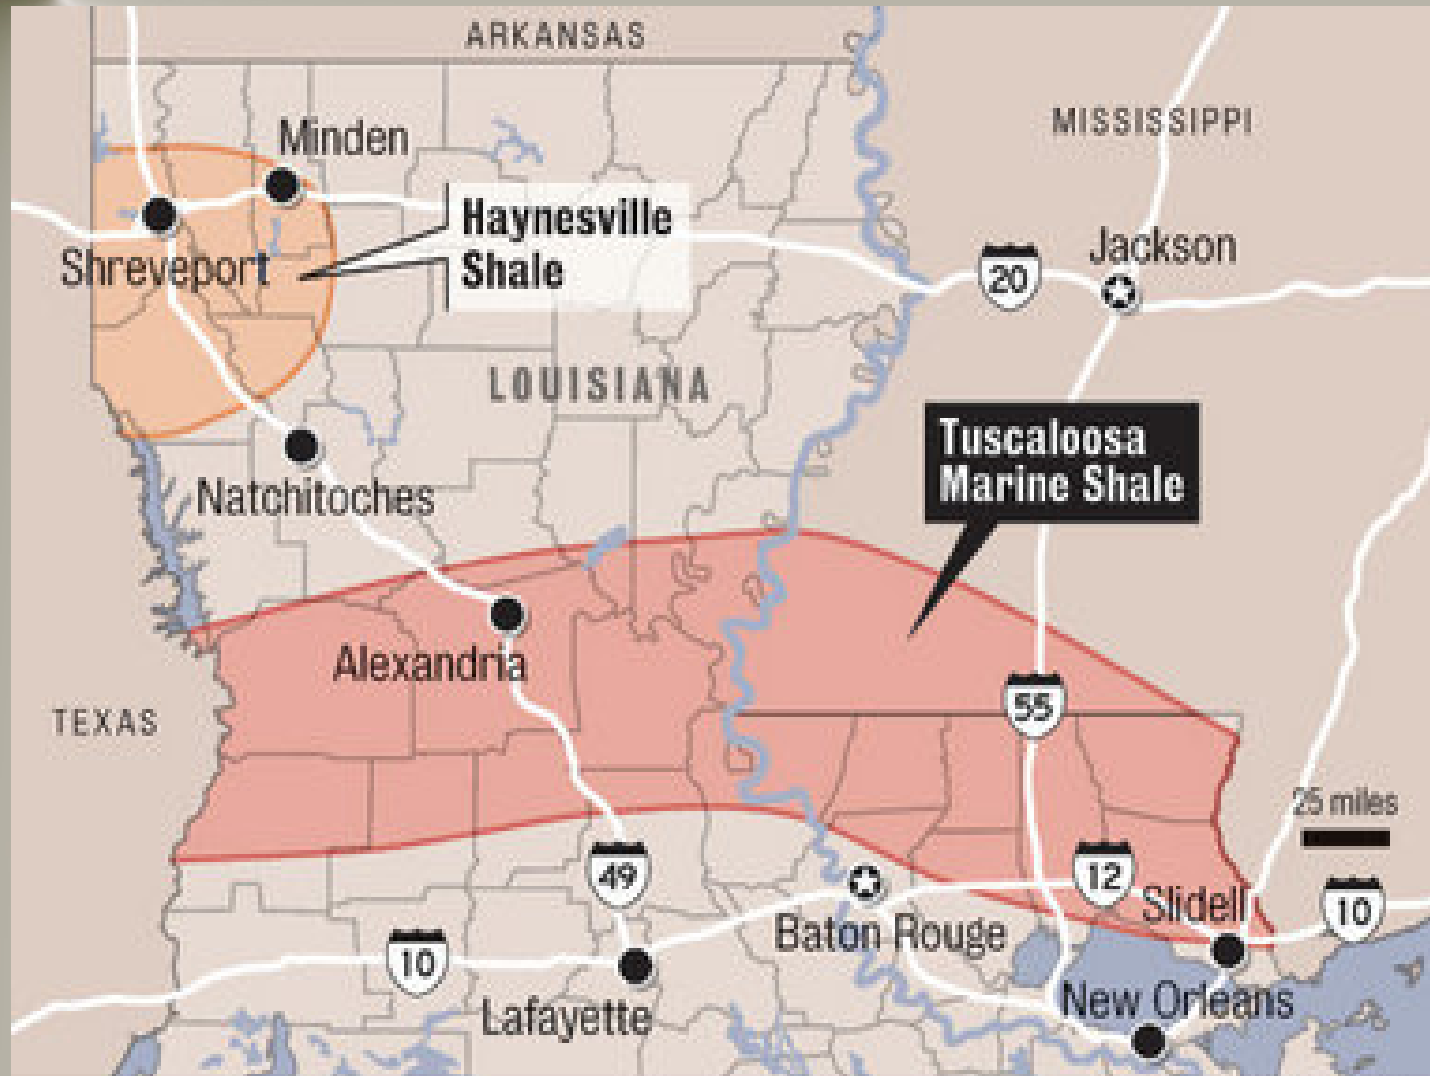 ARKANSAS
MISSISSIPPI
Minden
Haynesville
Shale
Shreveport
Jackson
20
LOUISIANA
Tuscaloosa
Marine Shale
Natchitoches
Alexandria
TEXAS
55
25 miles
49
12
Slidell
10
Baton Rouge
10
Lafayette
New Orleans